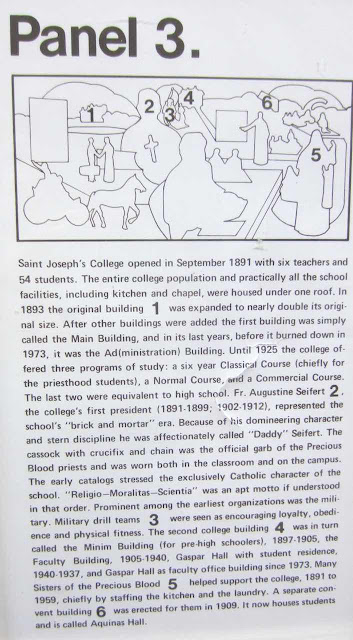 Panel 3.
1
2
3
4
5
6
Saint Joseph's College opened in September 1891 with six teachers and
54 students. The entire college population and practically all the school
facilities, including kitchen and chapel, were housed under one roof. In
1893 the original building 1 was expanded to nearly double its origi-
nal size. After other buildings were added the first building was simply
called the Main Building, and in its last years, before it burned down in
1973, it was the Ad(ministration) Building. Until 1925 the college of-
fered three programs of study: a six year Classical Course (chiefly for
the priesthood students), a Normal Course, and a Commercial Course.
The last two were equivalent to high school. Fr. Augustine Seifert 2,
the college's first president (1891-1899; 1902-1912), represented the
school's "brick and mortar" era. Because of his domineering character
and stern discipline he was affectionately called "Daddy" Seifert. The
cassock with crucifix and chain was the official garb of the Precious
Blood priests and was worn both in the classroom and on the campus.
The early catalogs stressed the exclusively Catholic character of the
school. "Religio—Moralitas—Scientia" was an apt motto if understood
in that order. Prominent among the earliest organizations was the mili-
tary. Military drill teams 3 were seen as encouraging loyalty, obedi-
ence and physical fitness. The second college building 4 was in turn
called the Minim Building (for pre-high schoolers), 1897-1905, the
Faculty Building, 1905-1940, Gaspar Hall with student residence,
1940-1937, and Gaspar Hall as faculty office building since 1973. Many
Sisters of the Precious Blood 5 helped support the college, 1891 to
1959, chiefly by staffing the kitchen and the laundry. A separate con-
vent building 6 was erected for them in 1909. It now houses students
and is called Aquinas Hall.